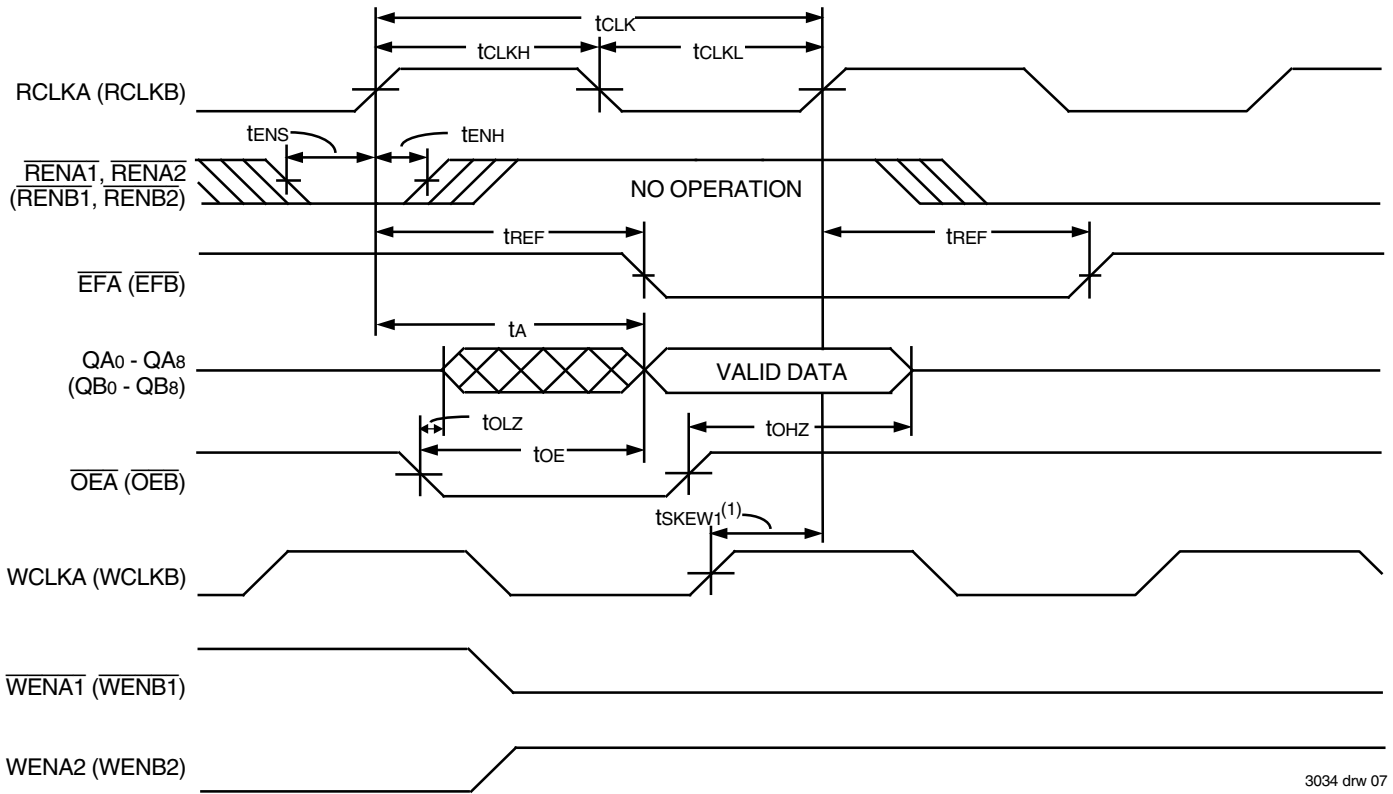 tCLK
tCLKH
tCLKL
RCLKA (RCLKB)
tENS
tENH
RENA1, RENA2
(RENB1, RENB2)
NO OPERATION
tREF
tREF
EFA (EFB)
tA
QA0 - QA8
(QB0 - QB8)
VALID DATA
tOLZ
tOHZ
tOE
OEA (OEB)
tSKEW1(1)
WCLKA (WCLKB)
WENA1 (WENB1)
WENA2 (WENB2)
3034 drw 07